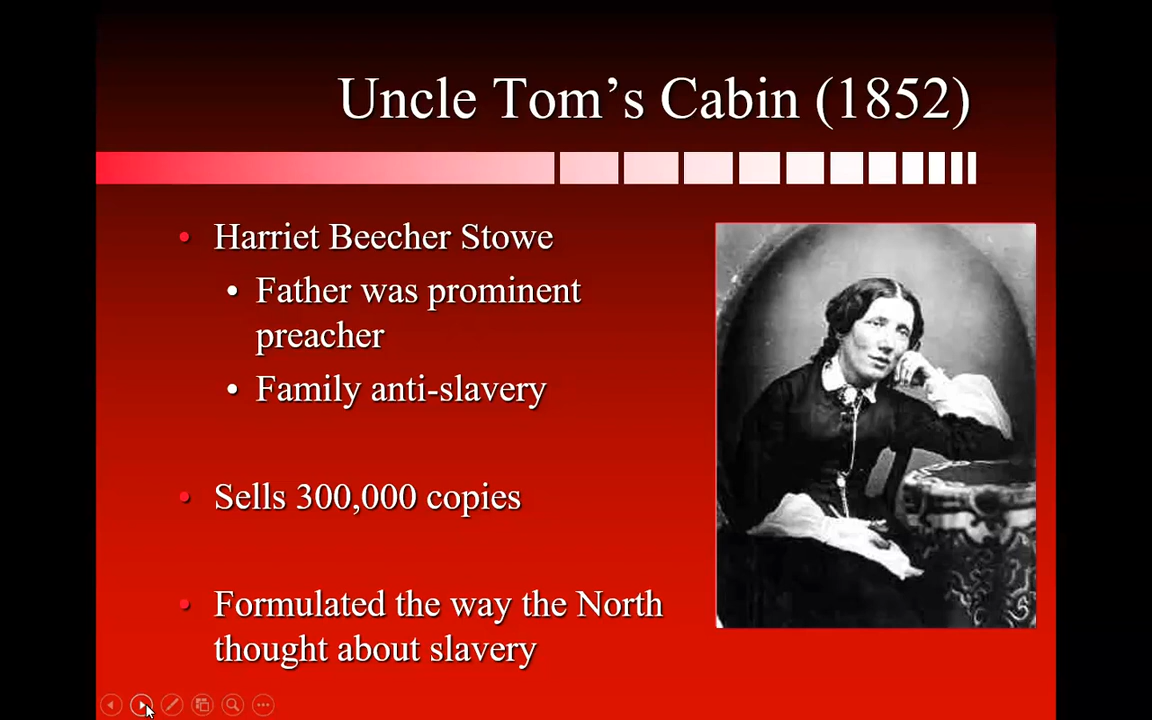 Uncle Tom’s Cabin (1852)
• Harriet Beecher Stowe
• Father was prominent
preacher
• Family anti-slavery
• Sells 300,000 copies
• Formulated the way the North
thought about slavery